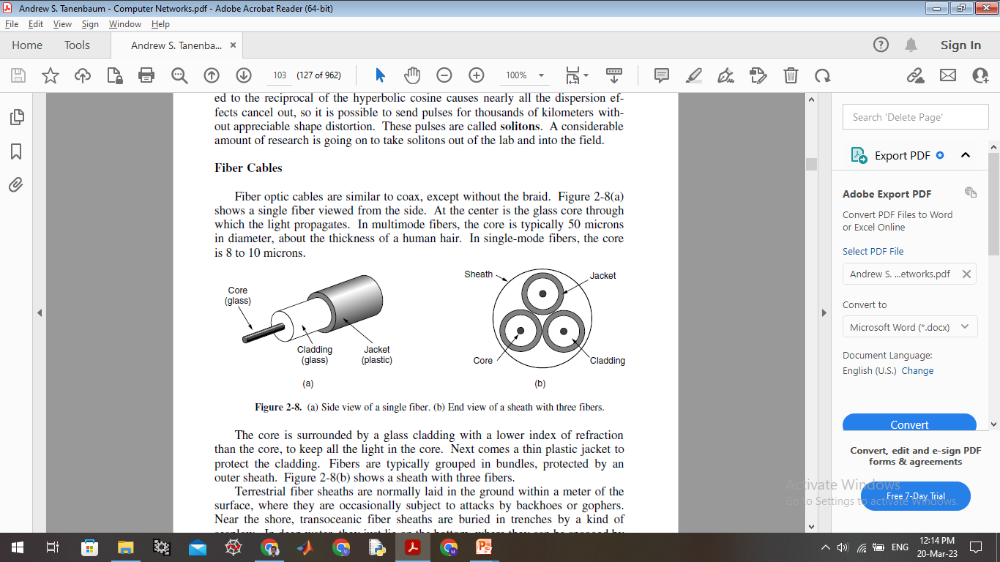 Andrew S. Tanenbaum - Computer Networks.pdf - Adobe Acrobat Reader (64-bit)
File Edit View Sign Window Help
Home Tools Andrew S. Tanenba... × Sign In
103 (127 of 962) 100%
ed to the reciprocal of the hyperbolic cosine causes nearly all the dispersion ef-
fects cancel out, so it is possible to send pulses for thousands of kilometers with-
out appreciable shape distortion. These pulses are called solitons. A considerable
amount of research is going on to take solitons out of the lab and into the field.
Fiber Cables
Fiber optic cables are similar to coax, except without the braid. Figure 2-8(a)
shows a single fiber viewed from the side. At the center is the glass core through
which the light propagates. In multimode fibers, the core is typically 50 microns
in diameter, about the thickness of a human hair. In single-mode fibers, the core
is 8 to 10 microns.
Core
(glass)
Cladding
(glass)
Jacket
(plastic)
(a)
Sheath
Jacket
Core
Cladding
(b)
Figure 2-8. (a) Side view of a single fiber. (b) End view of a sheath with three fibers.
The core is surrounded by a glass cladding with a lower index of refraction
than the core, to keep all the light in the core. Next comes a thin plastic jacket to
protect the cladding. Fibers are typically grouped in bundles, protected by an
outer sheath. Figure 2-8(b) shows a sheath with three fibers.
Terrestrial fiber sheaths are normally laid in the ground within a meter of the
surface, where they are occasionally subject to attacks by backhoes or gophers.
Near the shore, transoceanic fiber sheaths are buried in trenches by a kind of
Search 'Delete Page'
Export PDF
Adobe Export PDF
Convert PDF Files to Word
or Excel Online
Select PDF File
Andrew S. ...etworks.pdf
Convert to
Microsoft Word (*.docx)
Document Language:
English (U.S.) Change
Convert
Convert, edit and e-sign PDF
forms & agreements
Activate Windows
Go to Settings to activate Windows.
Free 7-Day Trial
ENG
12:14 PM
20-Mar-23